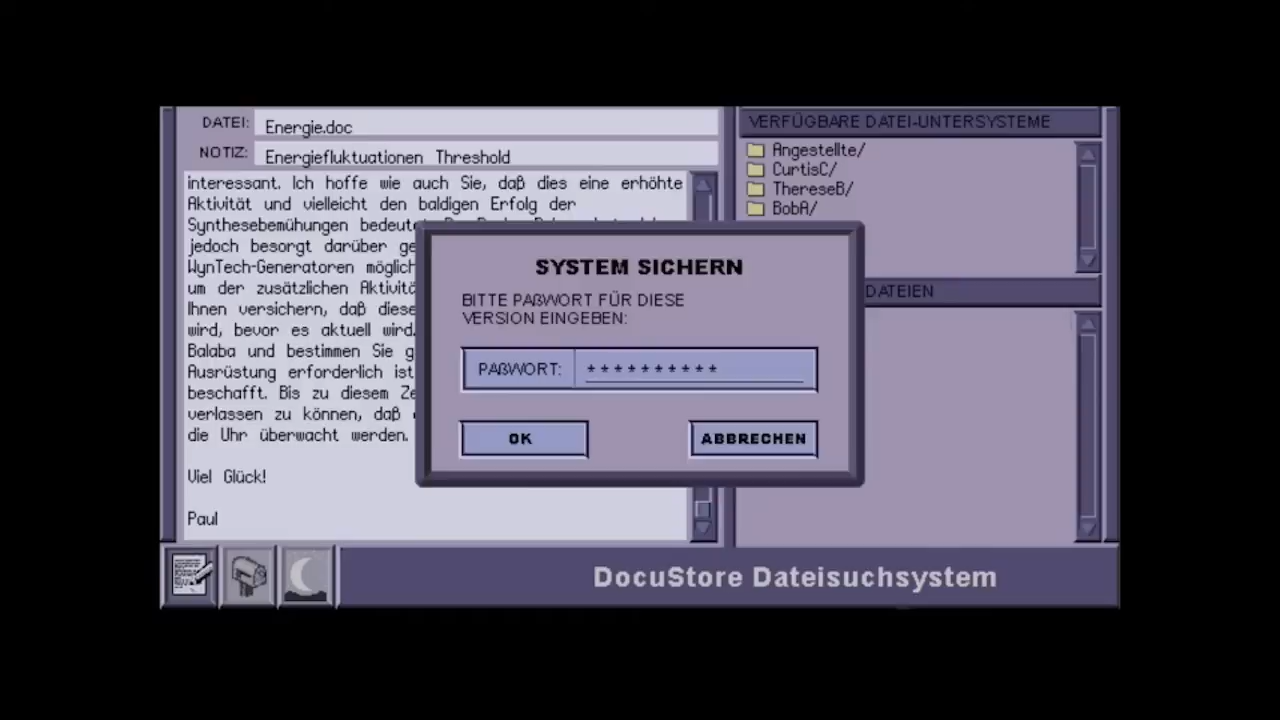 DATEI: Energie.doc
NOTIZ: Energiefluktuationen Threshold
interessant. Ich hoffe wie auch Sie, daß dies eine erhöhte
Aktivität und vielleicht den baldigen Erfolg der
Synthesebemühungen
jedoch besorgt darüber
WynTech-Generatoren
um der zusätzlichen
Ihnen versichern, daß
wird, bevor es aktuell wird.
Balaba und bestimmen Sie
Ausrüstung erforderlich ist
beschafft. Bis zu diesem
verlassen zu können, daß
die Uhr überwacht werden.
Viel Glück!
Paul
VERFÜGBARE DATEI-UNTERSYSTEME
Angestellte/
CurtisC/
ThereseB/
BobA/
DATEIEN
SYSTEM SICHERN
BITTE PAßWORT FÜR DIESE
VERSION EINGEBEN:
PAßWORT: **********
OK
ABBRECHEN
DocuStore Dateisuchsystem